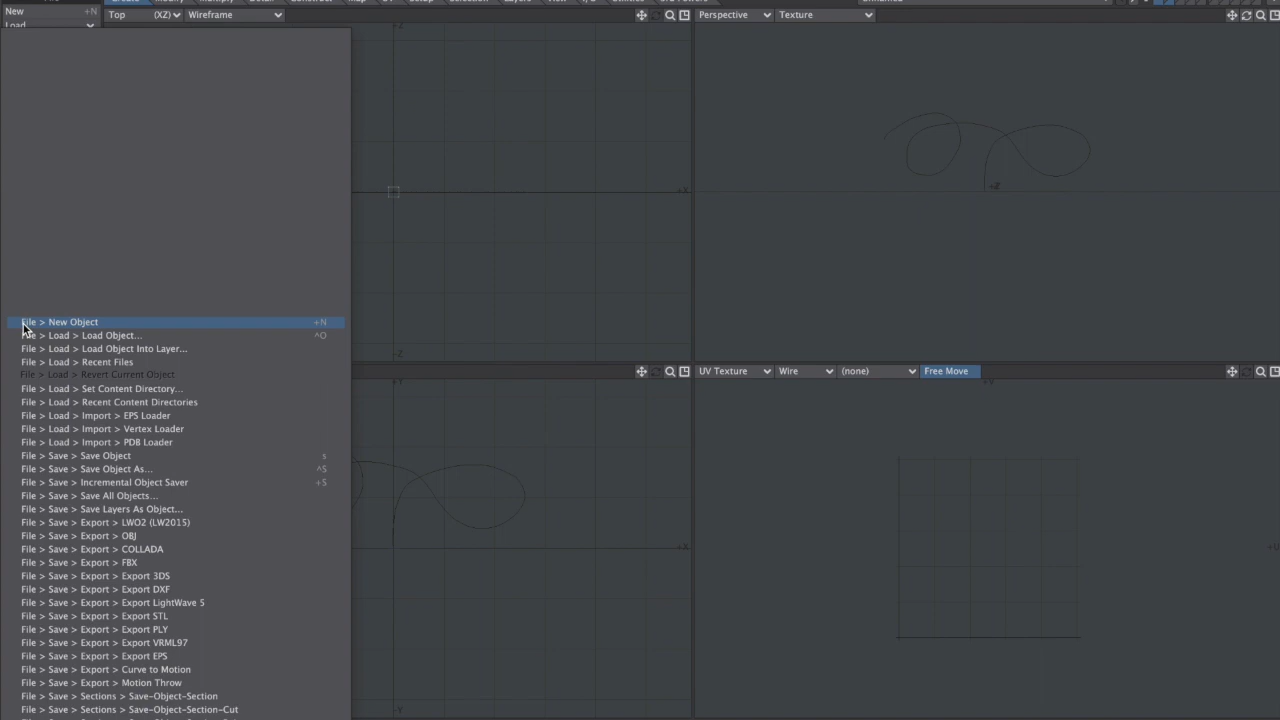 New +N
Load
Top (XZ) Wireframe
Perspective Texture
+X
-Z
+Z
File > New Object +N
File > Load > Load Object... ^O
File > Load > Load Object Into Layer...
File > Load > Recent Files
File > Load > Revert Current Object
File > Load > Set Content Directory...
File > Load > Recent Content Directories
File > Load > Import > EPS Loader
File > Load > Import > Vertex Loader
File > Load > Import > PDB Loader
File > Save > Save Object s
File > Save > Save Object As... ^S
File > Save > Incremental Object Saver +S
File > Save > Save All Objects...
File > Save > Save Layers As Object...
File > Save > Export > LWO2 (LW2015)
File > Save > Export > OBJ
File > Save > Export > COLLADA
File > Save > Export > FBX
File > Save > Export > Export 3DS
File > Save > Export > Export DXF
File > Save > Export > Export LightWave 5
File > Save > Export > Export STL
File > Save > Export > Export PLY
File > Save > Export > Export VRML97
File > Save > Export > Export EPS
File > Save > Export > Curve to Motion
File > Save > Export > Motion Throw
File > Save > Sections > Save-Object-Section
File > Save > Sections > Save-Object-Section-Cut
UV Texture Wire (none) Free Move
+Y
+X
-Y